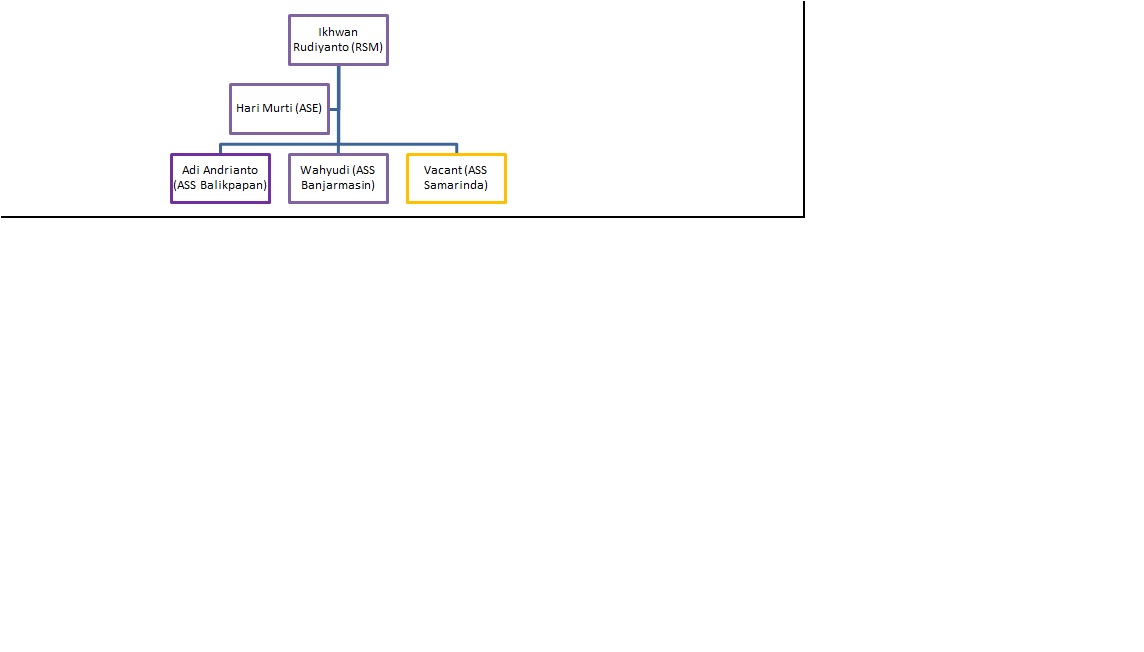 Ikhwan
Rudiyanto (RSM)
Hari Murti (ASE)
Adi Andrianto
(ASS Balikpapan)
Wahyudi (ASS
Banjarmasin)
Vacant (ASS
Samarinda)